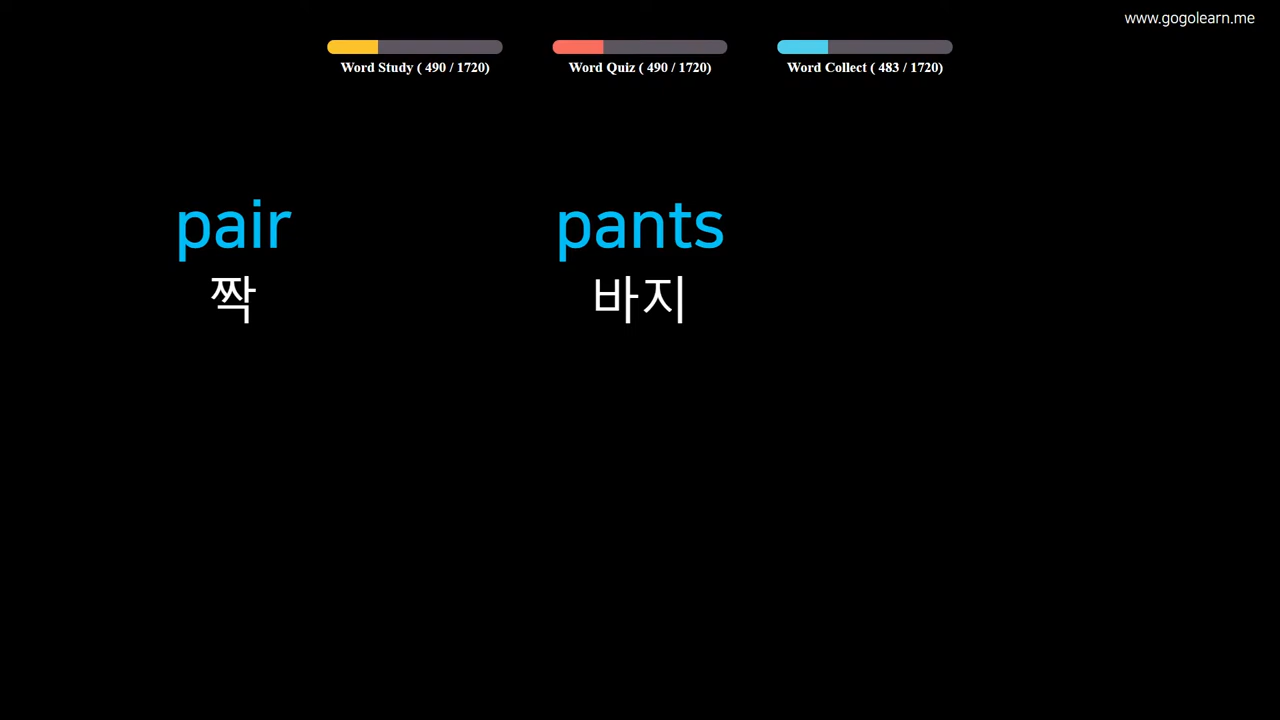 www.gogolearn.me
Word Study ( 490 / 1720)
Word Quiz ( 490 / 1720)
Word Collect ( 483 / 1720)
pair
짝
pants
바지